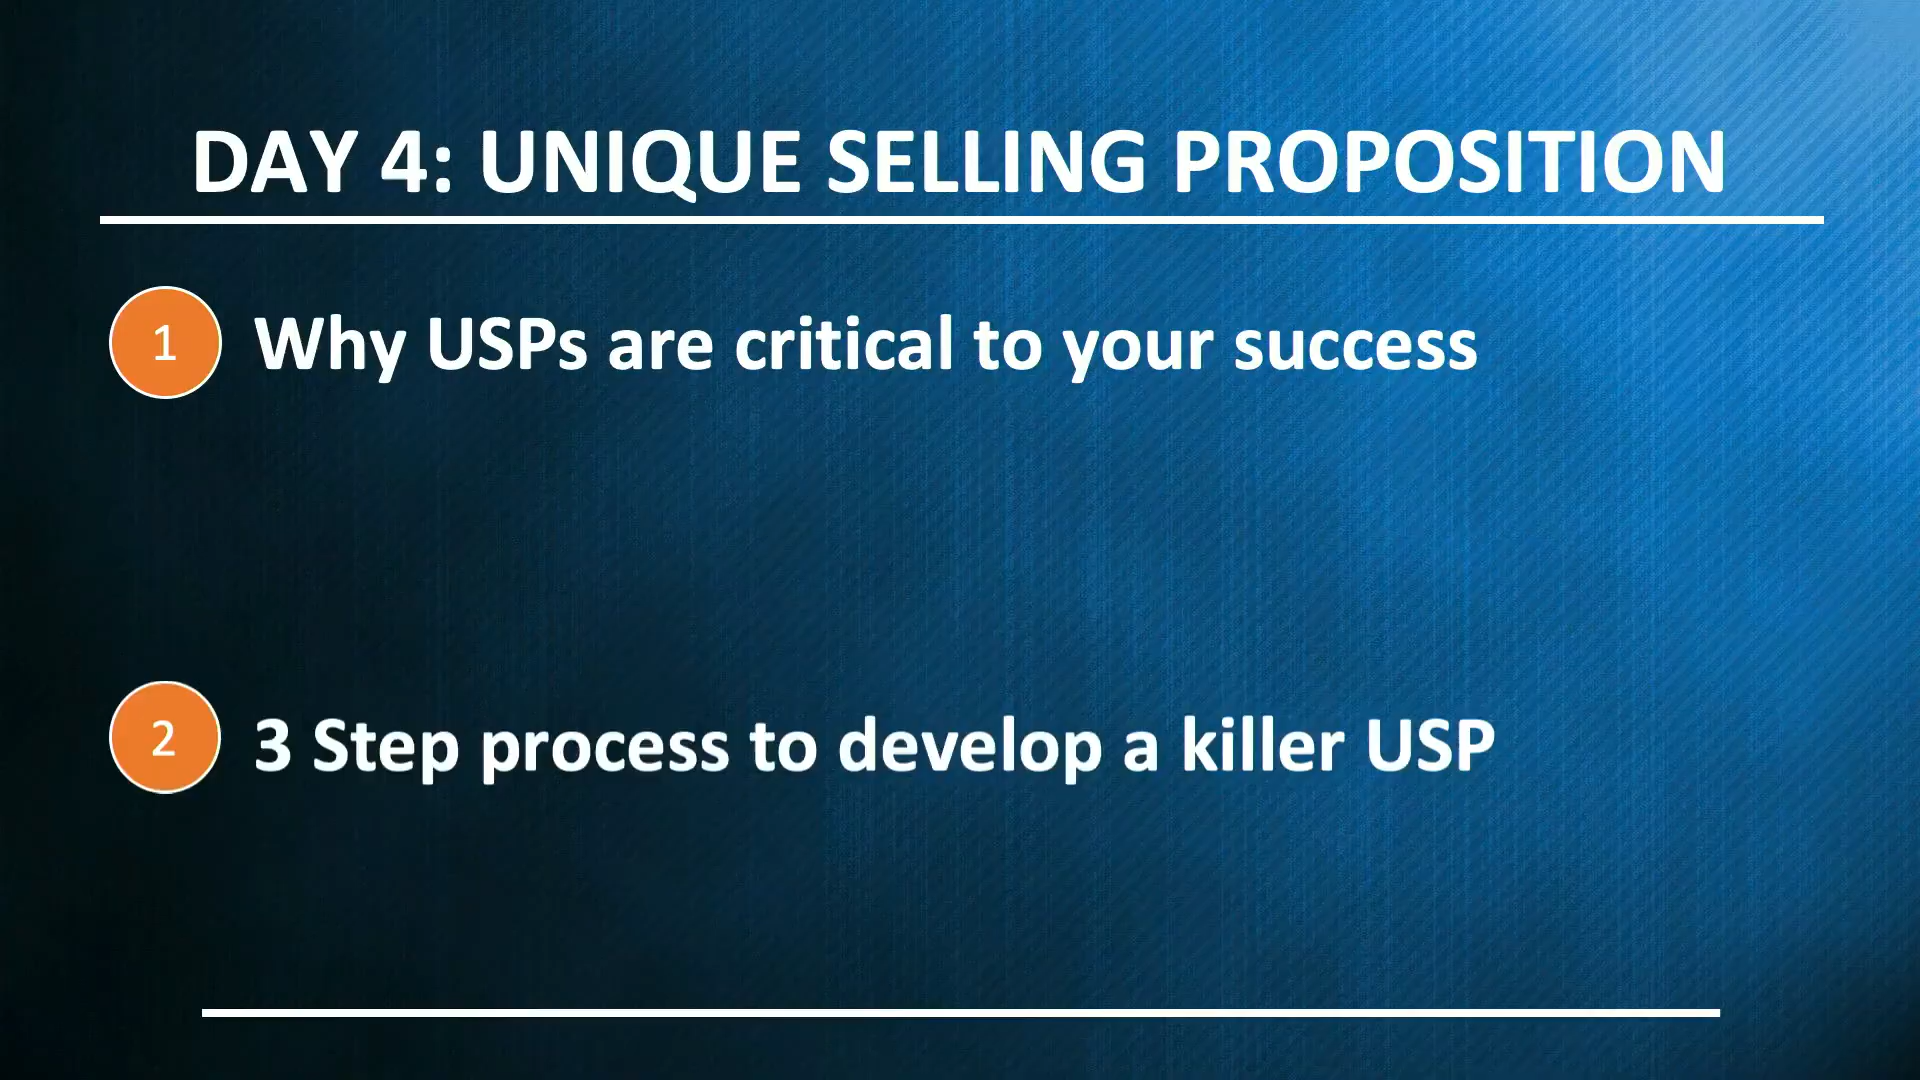 DAY 4: UNIQUE SELLING PROPOSITION
1 Why USPs are critical to your success
2 3 Step process to develop a killer USP